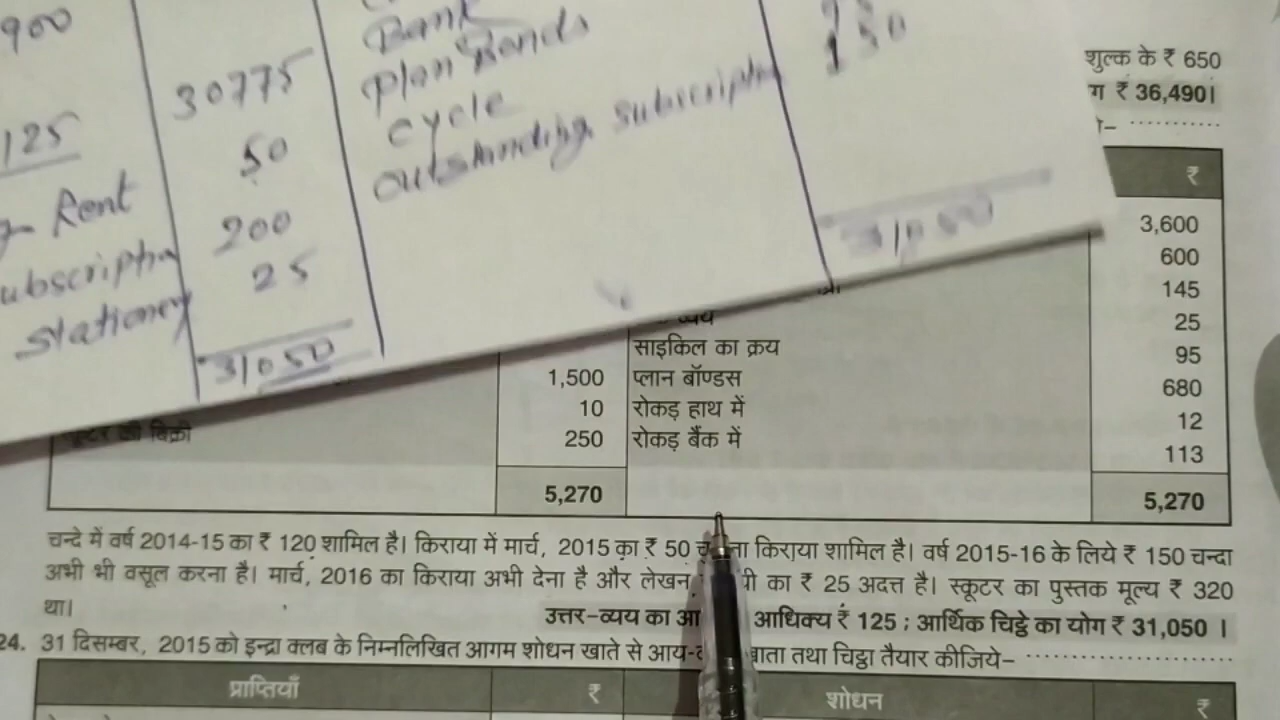 900
125
Rent
Subscription
Stationery
30775
50
200
25
31050
Bank
Plan Bonds
Cycle
Outstanding Subscription
150
31050
शुल्क के ₹ 650
₹ 36,490।
₹
3,600
600
145
25
व्यय
साइकिल का क्रय 95
1,500 प्लान बॉण्डस 680
10 रोकड़ हाथ में 12
250 रोकड़ बैंक में 113
5,270 5,270
चन्दे में वर्ष 2014-15 का ₹ 120 शामिल है। किराया में मार्च, 2015 का ₹ 50 किराया शामिल है। वर्ष 2015-16 के लिये ₹ 150 चन्दा
अभी भी वसूल करना है। मार्च, 2016 का किराया अभी देना है और लेखन का ₹ 25 अदत्त है। स्कूटर का पुस्तक मूल्य ₹ 320
था।
उत्तर–व्यय का आधिक्य ₹ 125 ; आर्थिक चिट्ठे का योग ₹ 31,050 ।
24. 31 दिसम्बर, 2015 को इन्द्रा क्लब के निम्नलिखित आगम शोधन खाते से खाता तथा चिट्ठा तैयार कीजिये–
प्राप्तियाँ ₹ शोधन ₹